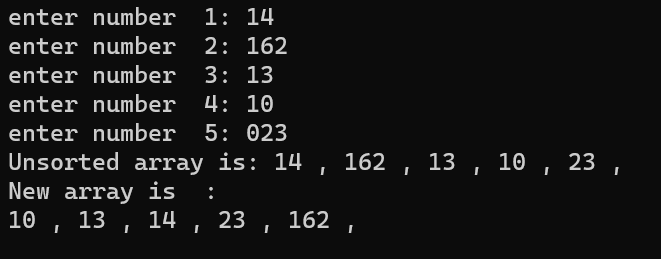 enter number  1: 14
enter number  2: 162
enter number  3: 13
enter number  4: 10
enter number  5: 023
Unsorted array is: 14 , 162 , 13 , 10 , 23 ,
New array is  :
10 , 13 , 14 , 23 , 162 ,